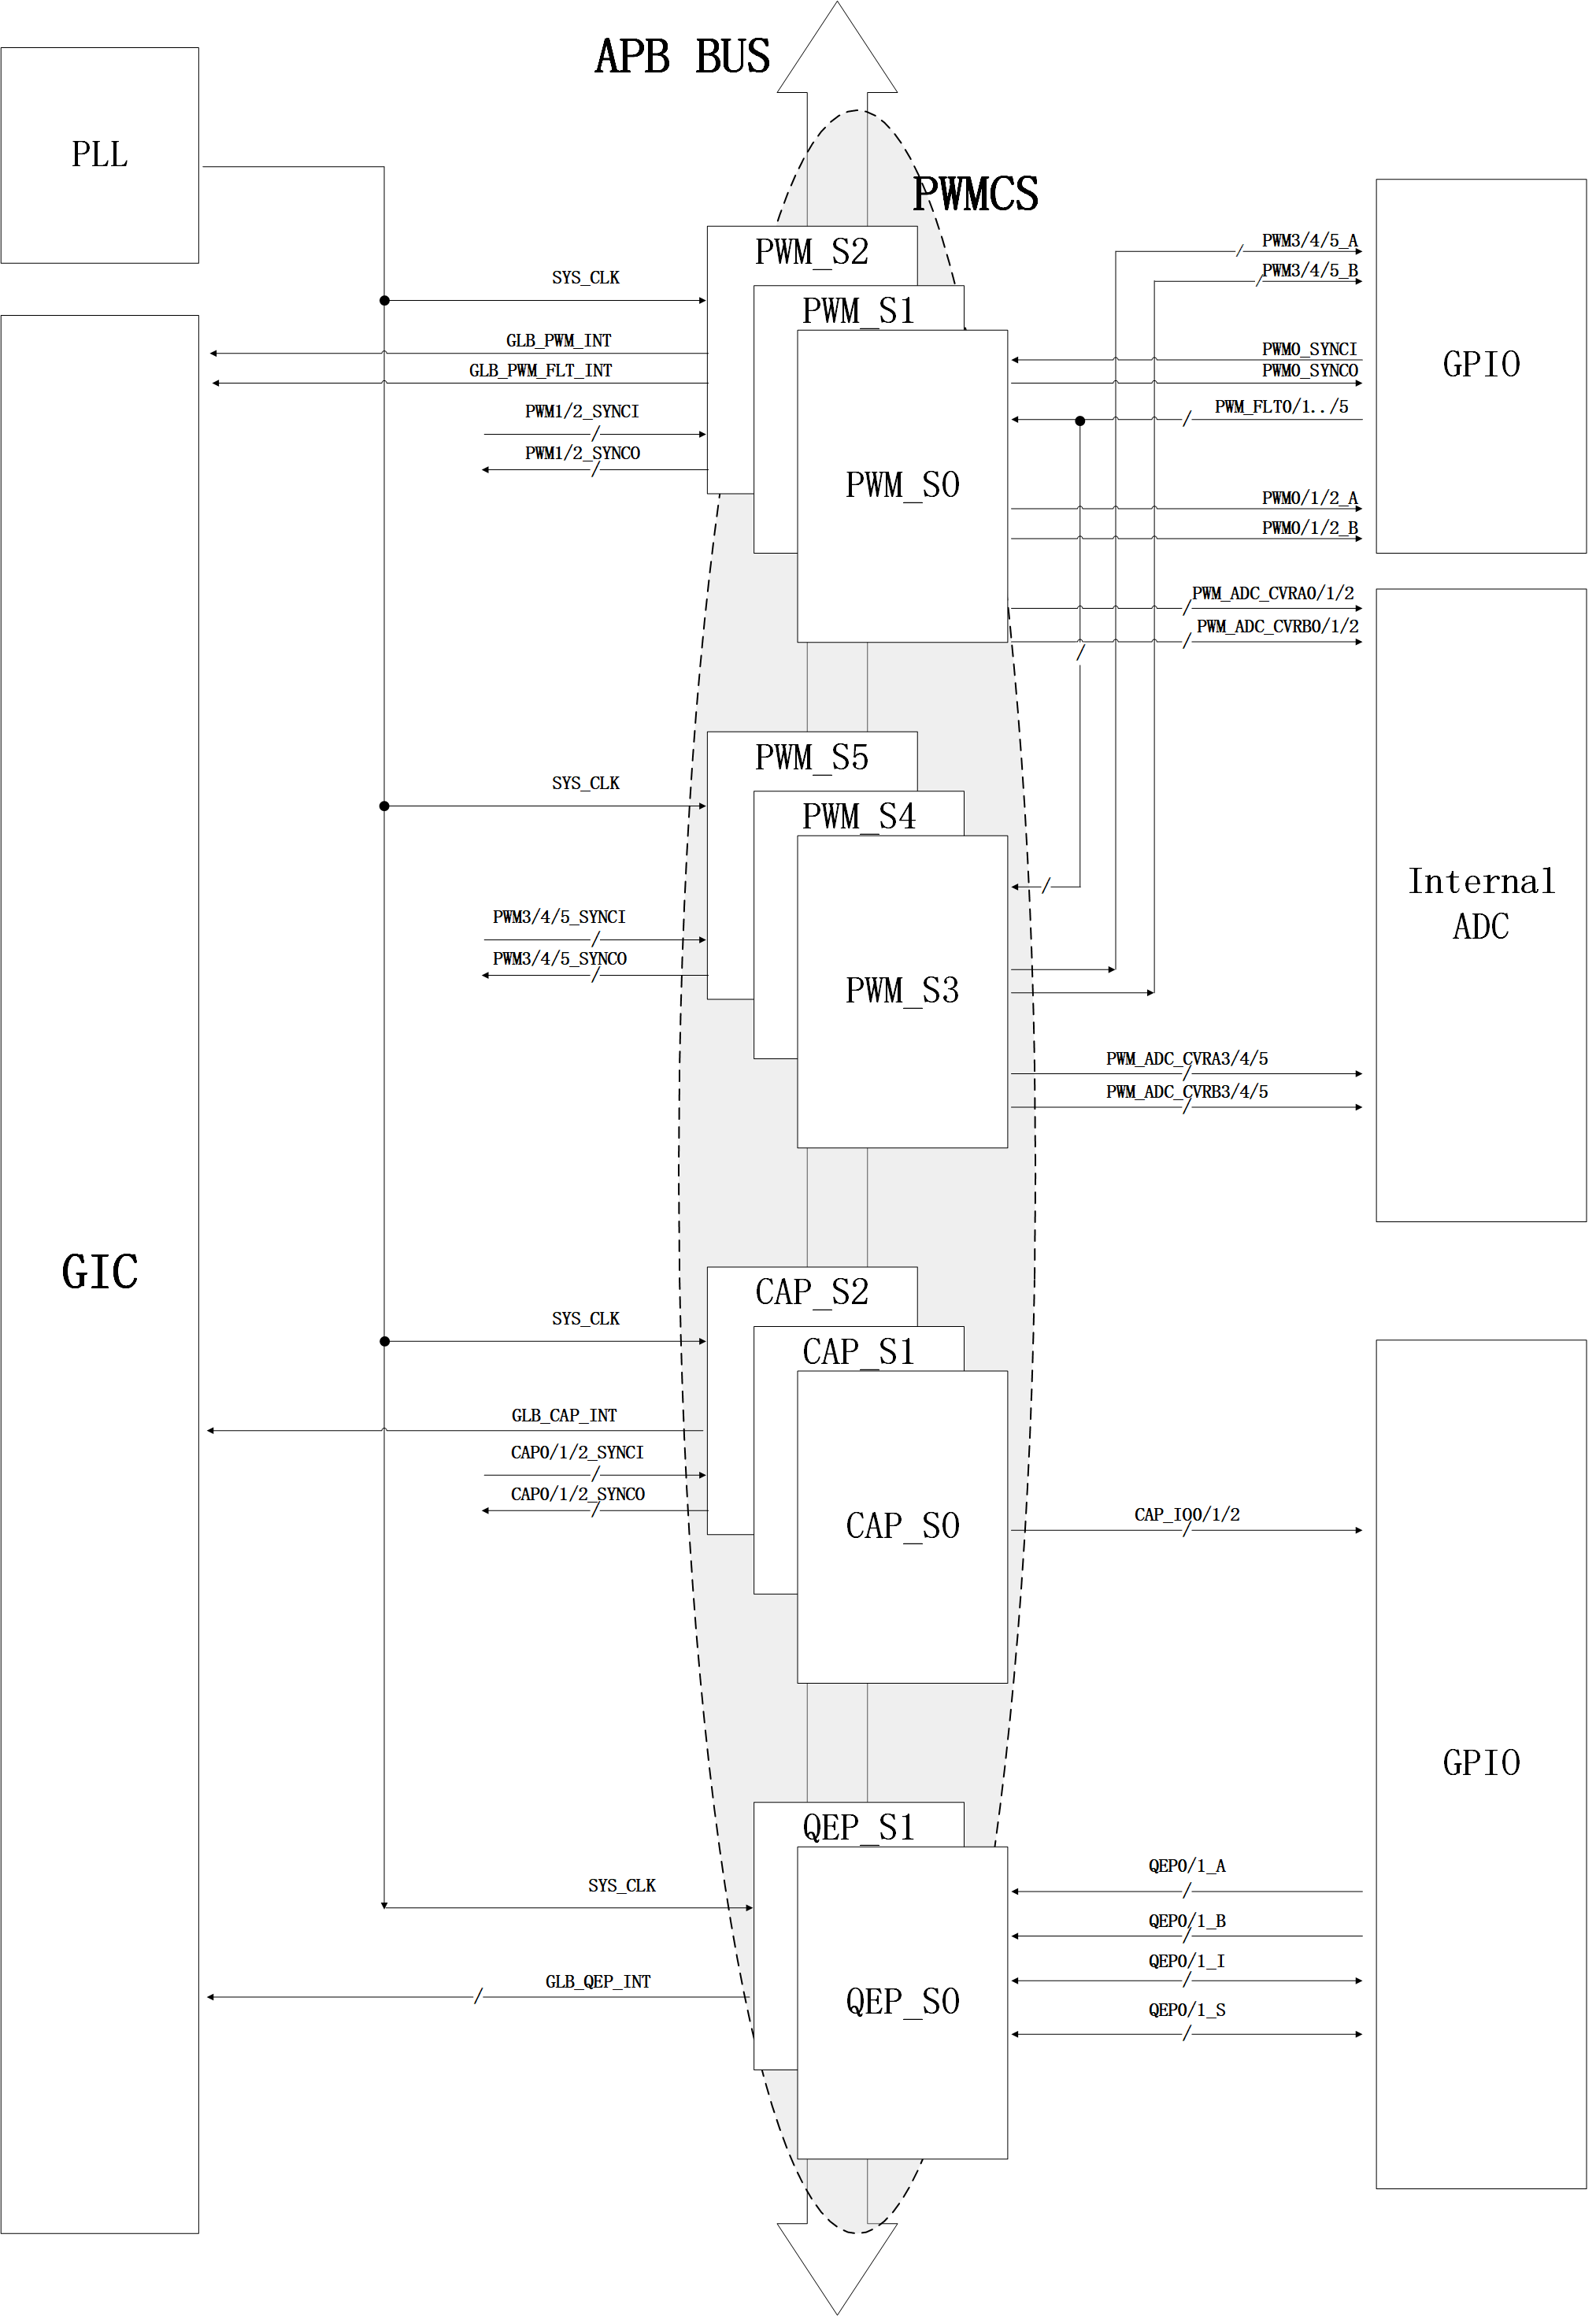 APB BUS
PLL
PWMCS
PWM_S2
PWM3/4/5_A
PWM3/4/5_B
SYS_CLK
PWM_S1
GLB_PWM_INT
PWM0_SYNCI
GPIO
GLB_PWM_FLT_INT
PWM0_SYNCO
PWM1/2_SYNCI
PWM_FLT0/1../5
PWM1/2_SYNCO
PWM_S0
PWM0/1/2_A
PWM0/1/2_B
PWM_ADC_CVRA0/1/2
PWM_ADC_CVRB0/1/2
PWM_S5
SYS_CLK
PWM_S4
Internal
ADC
PWM3/4/5_SYNCI
PWM3/4/5_SYNCO
PWM_S3
PWM_ADC_CVRA3/4/5
PWM_ADC_CVRB3/4/5
GIC
CAP_S2
SYS_CLK
CAP_S1
GLB_CAP_INT
CAP0/1/2_SYNCI
CAP0/1/2_SYNCO
CAP_S0
CAP_IO0/1/2
GPIO
QEP_S1
SYS_CLK
QEP0/1_A
QEP0/1_B
QEP0/1_I
GLB_QEP_INT
QEP_S0
QEP0/1_S